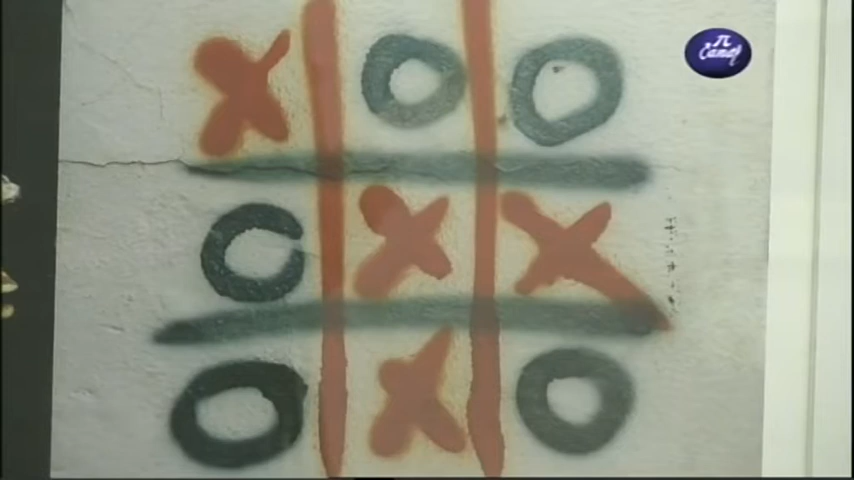 X O O
O X X
O X O
π
Canal